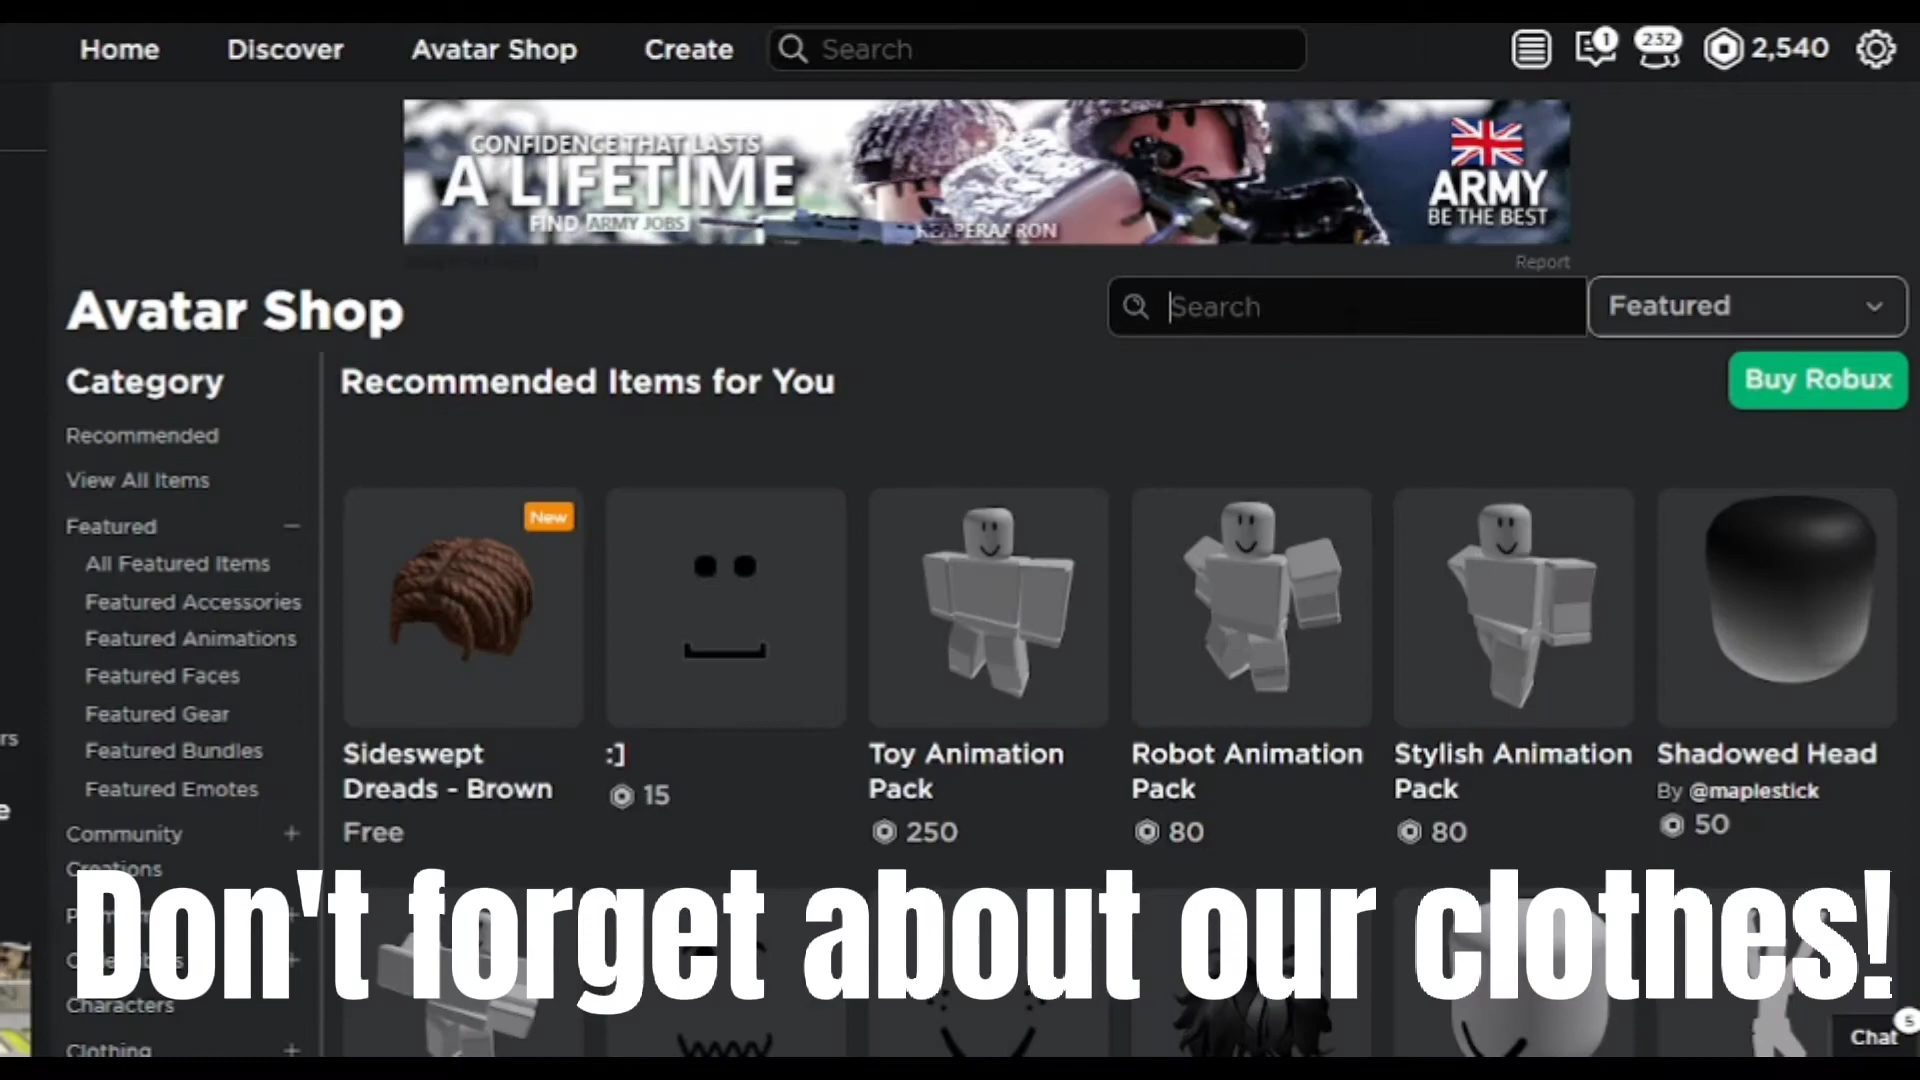 Home Discover Avatar Shop Create Search 1 232 2,540
CONFIDENCE THAT LASTS
A LIFETIME
FIND ARMY JOBS
REAPERAARON
ARMY
BE THE BEST
Report
Avatar Shop
Search
Featured
Category
Recommended
View All Items
Featured
All Featured Items
Featured Accessories
Featured Animations
Featured Faces
Featured Gear
Featured Bundles
Featured Emotes
Community
Creations
Characters
Clothing
Recommended Items for You
Buy Robux
New
Sideswept
Dreads - Brown
Free
:]
15
Toy Animation
Pack
250
Robot Animation
Pack
80
Stylish Animation
Pack
80
Shadowed Head
By @maplestick
50
Don't forget about our clothes!
Chat
5